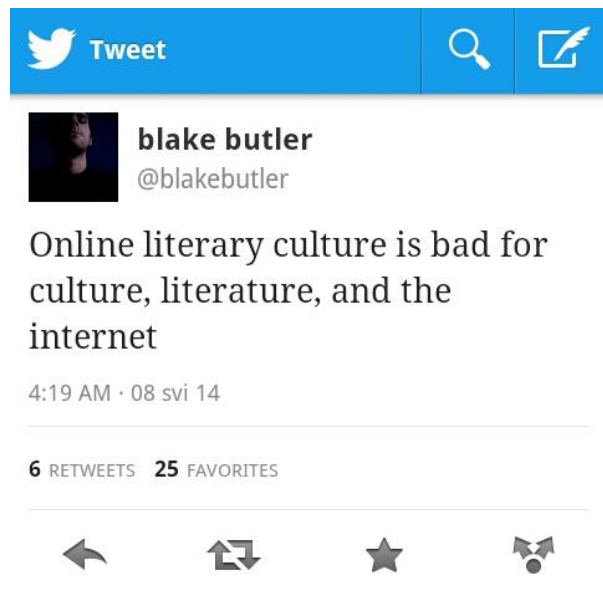 Tweet
blake butler
@blakebutler
Online literary culture is bad for
culture, literature, and the
internet
4:19 AM · 08 svi 14
6 RETWEETS 25 FAVORITES